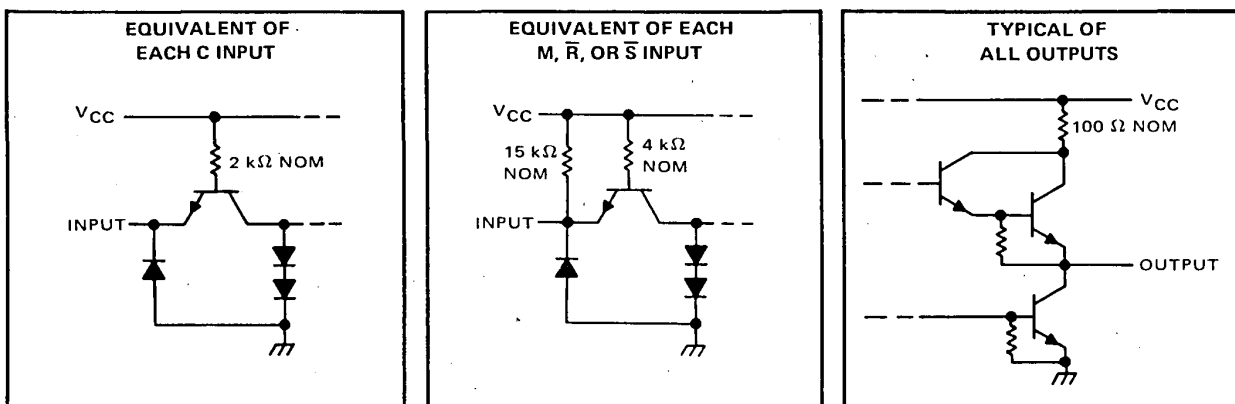 EQUIVALENT OF
EACH C INPUT
VCC
2 kΩ NOM
INPUT
EQUIVALENT OF EACH
M, R̅, OR S̅ INPUT
VCC
15 kΩ
NOM
4 kΩ
NOM
INPUT
TYPICAL OF
ALL OUTPUTS
VCC
100 Ω NOM
OUTPUT